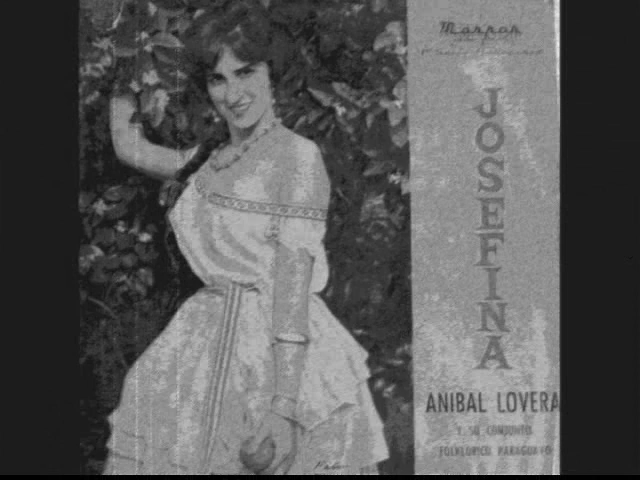 Marpar
JOSEFINA
ANIBAL LOVERA
Y SU CONJUNTO
FOLKLORICO PARAGUAYO